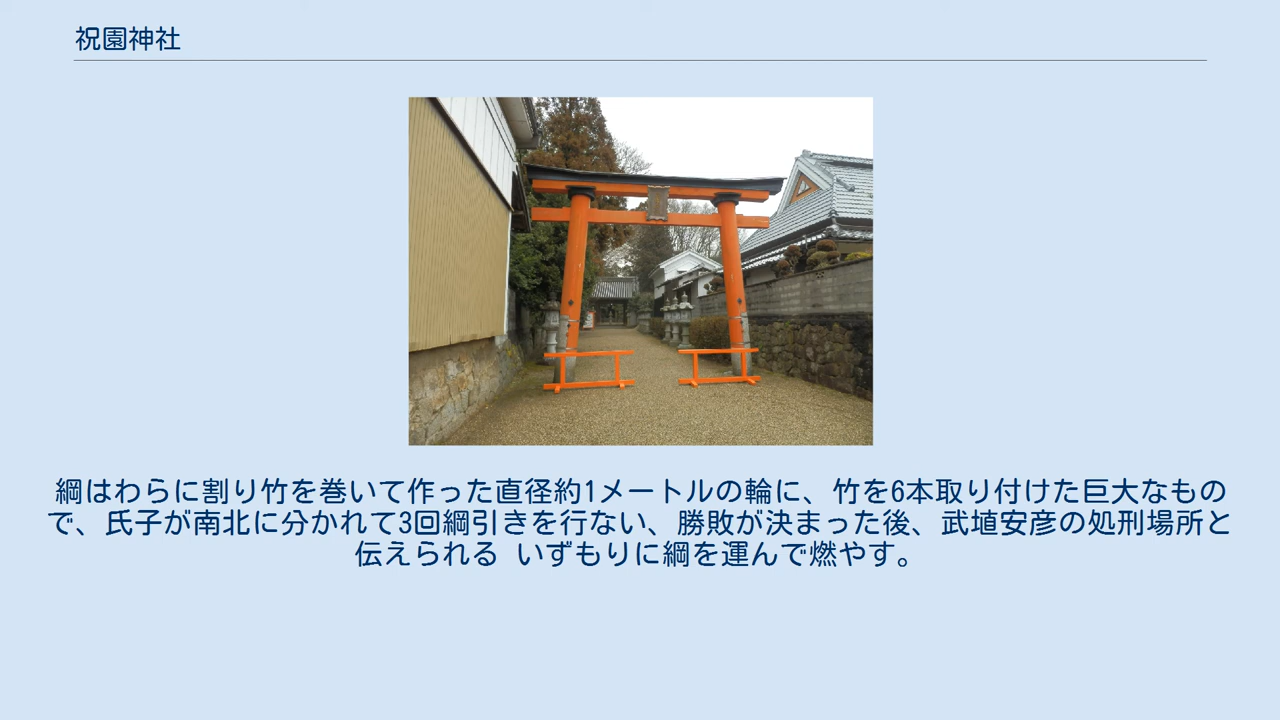 祝園神社
綱はわらに割り竹を巻いて作った直径約1メートルの輪に、竹を6本取り付けた巨大なもの
で、氏子が南北に分かれて3回綱引きを行ない、勝敗が決まった後、武埴安彦の処刑場所と
伝えられる いずもりに綱を運んで燃やす。